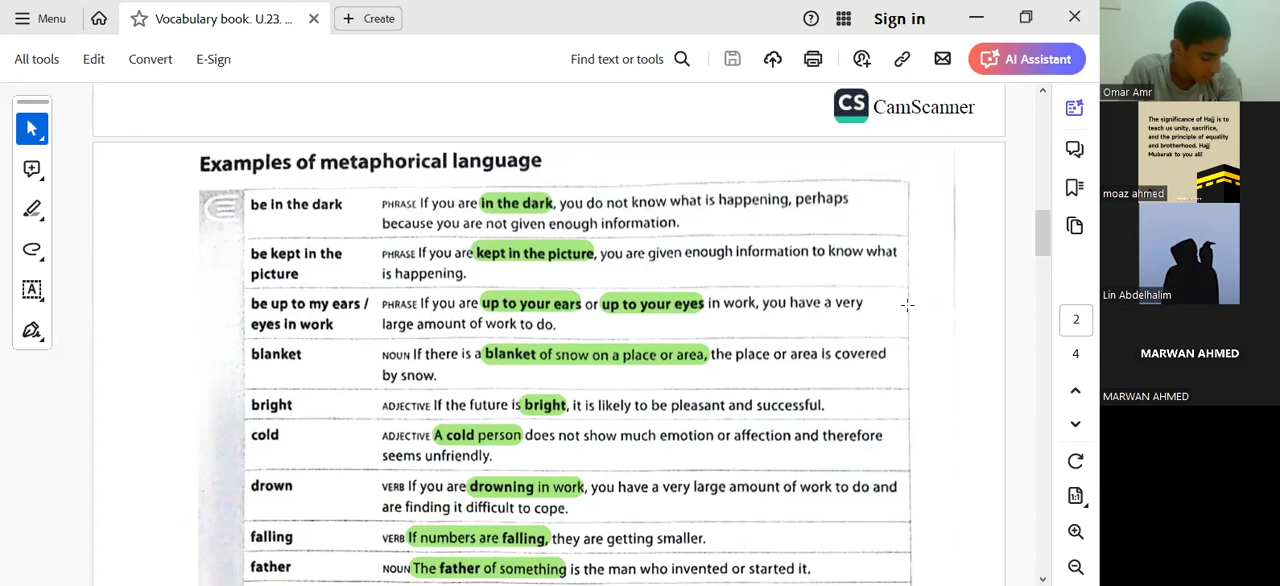 Menu
Vocabulary book. U.23. ...
Create
Sign in
All tools
Edit
Convert
E-Sign
Find text or tools
AI Assistant
CS CamScanner
Examples of metaphorical language
be in the dark PHRASE If you are in the dark, you do not know what is happening, perhaps
because you are not given enough information.
be kept in the PHRASE If you are kept in the picture, you are given enough information to know what
picture is happening.
be up to my ears / PHRASE If you are up to your ears or up to your eyes in work, you have a very
eyes in work large amount of work to do.
blanket NOUN If there is a blanket of snow on a place or area, the place or area is covered
by snow.
bright ADJECTIVE If the future is bright, it is likely to be pleasant and successful.
cold ADJECTIVE A cold person does not show much emotion or affection and therefore
seems unfriendly.
drown VERB If you are drowning in work, you have a very large amount of work to do and
are finding it difficult to cope.
falling VERB If numbers are falling, they are getting smaller.
father NOUN The father of something is the man who invented or started it.
2
4
Omar Amr
The significance of Hajj is to
teach us unity, sacrifice,
and the principle of equality
and brotherhood. Hajj
Mubarak to you all!
moaz ahmed
Lin Abdelhalim
MARWAN AHMED
MARWAN AHMED